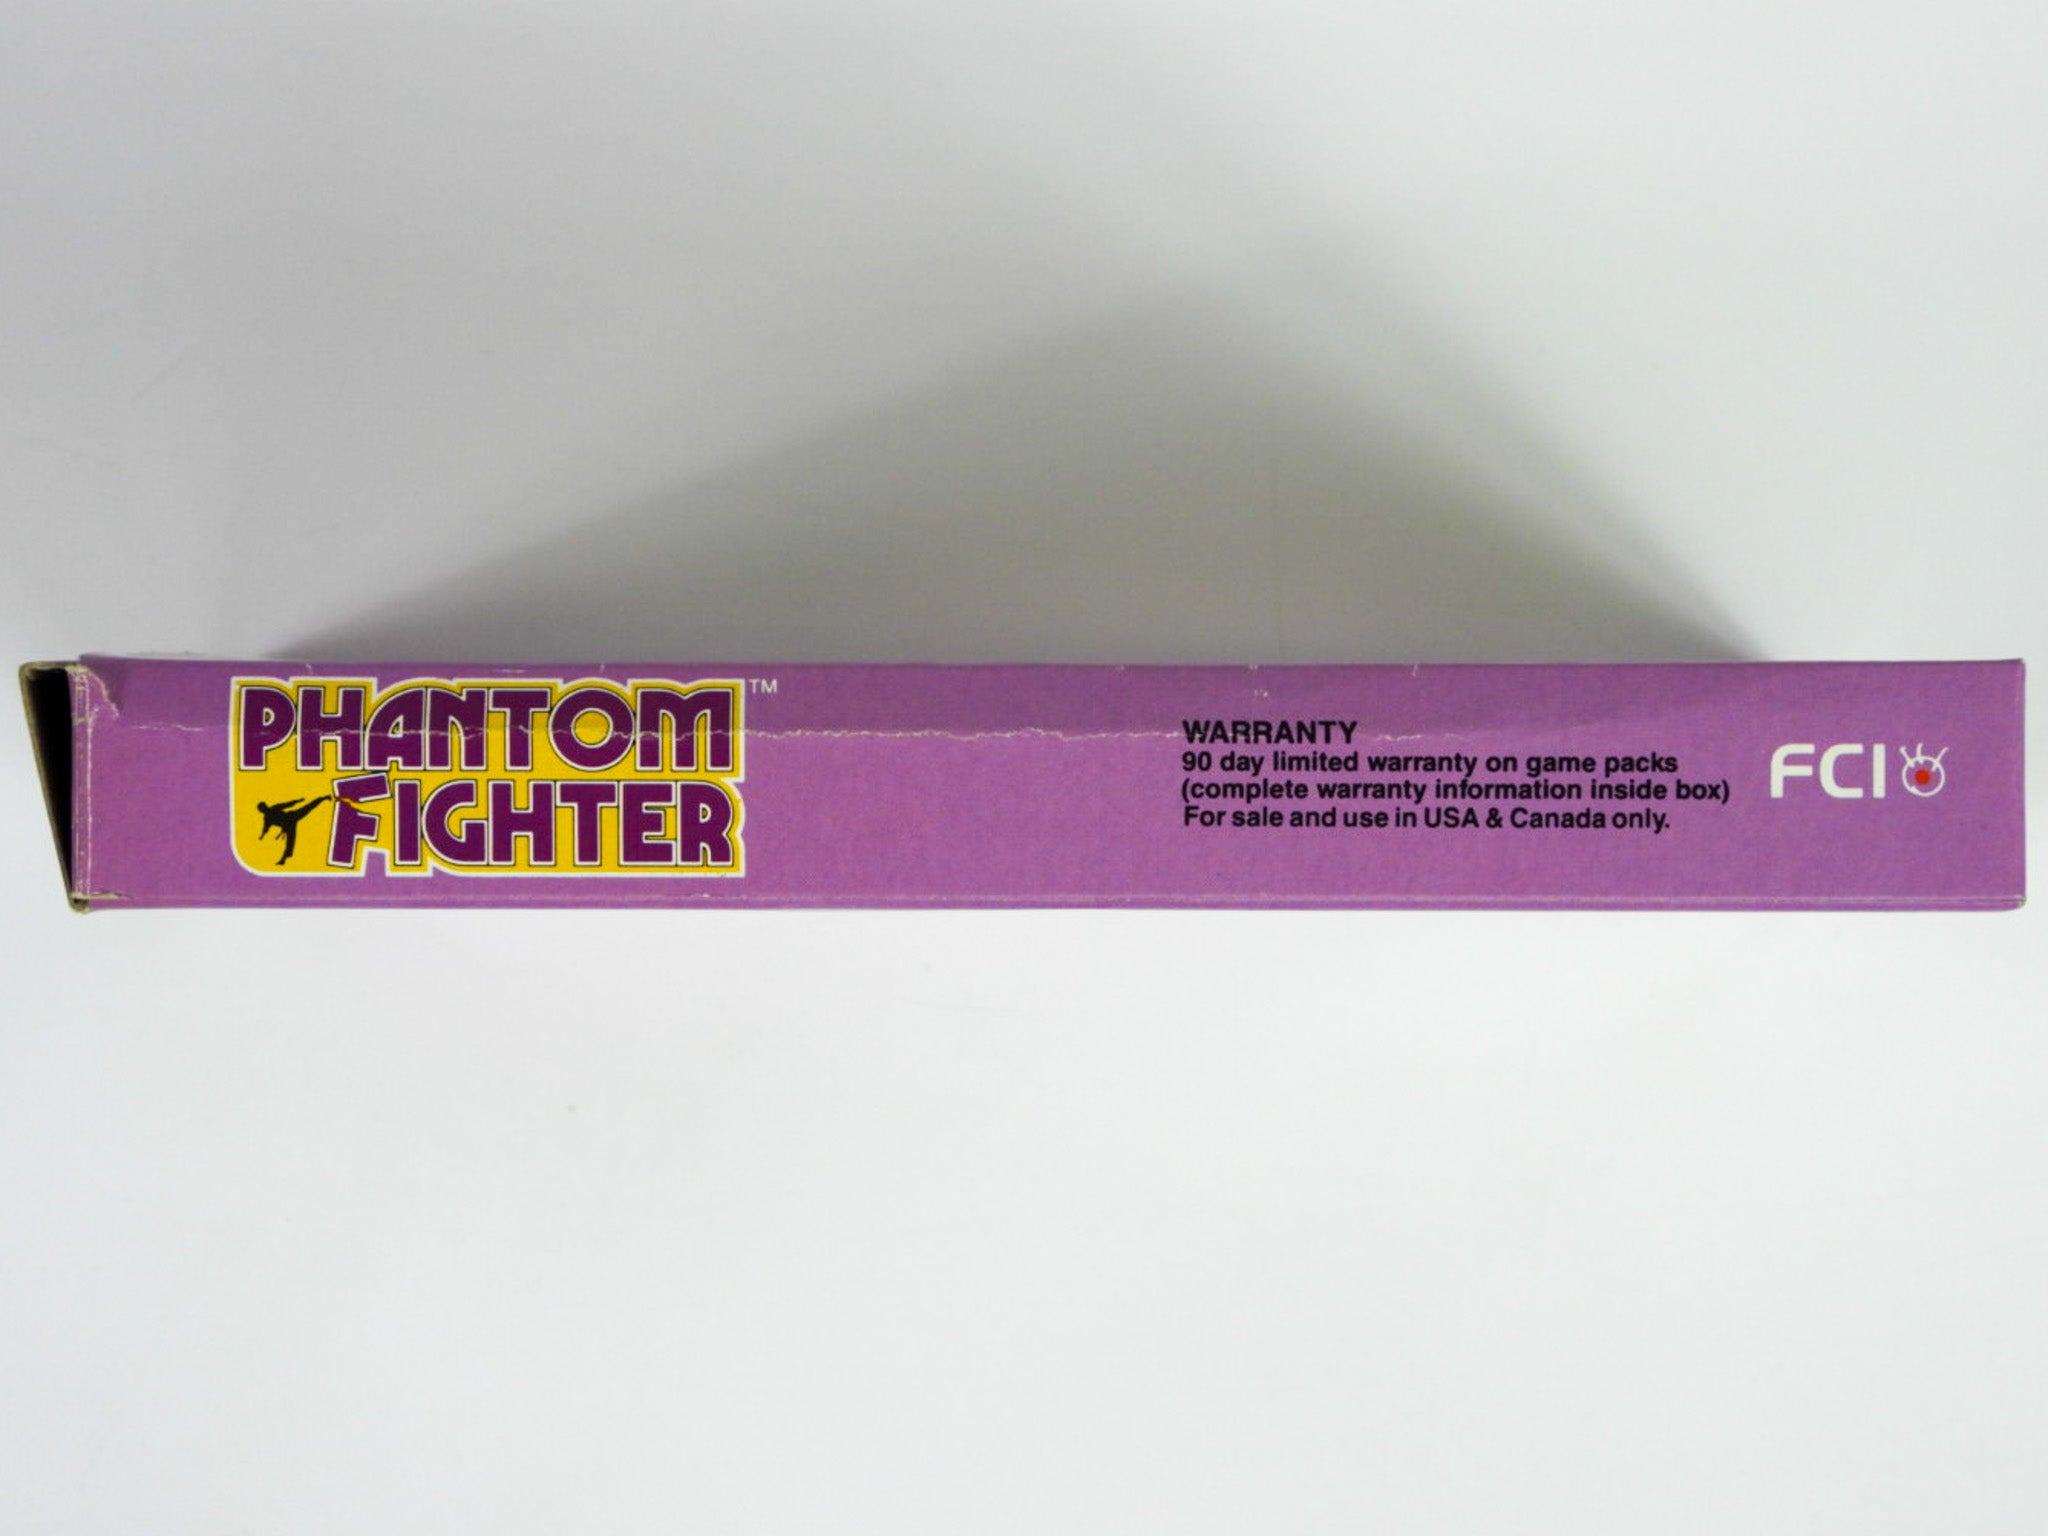 PHANTOM™
FIGHTER
WARRANTY
90 day limited warranty on game packs
(complete warranty information inside box)
For sale and use in USA & Canada only.
FCI